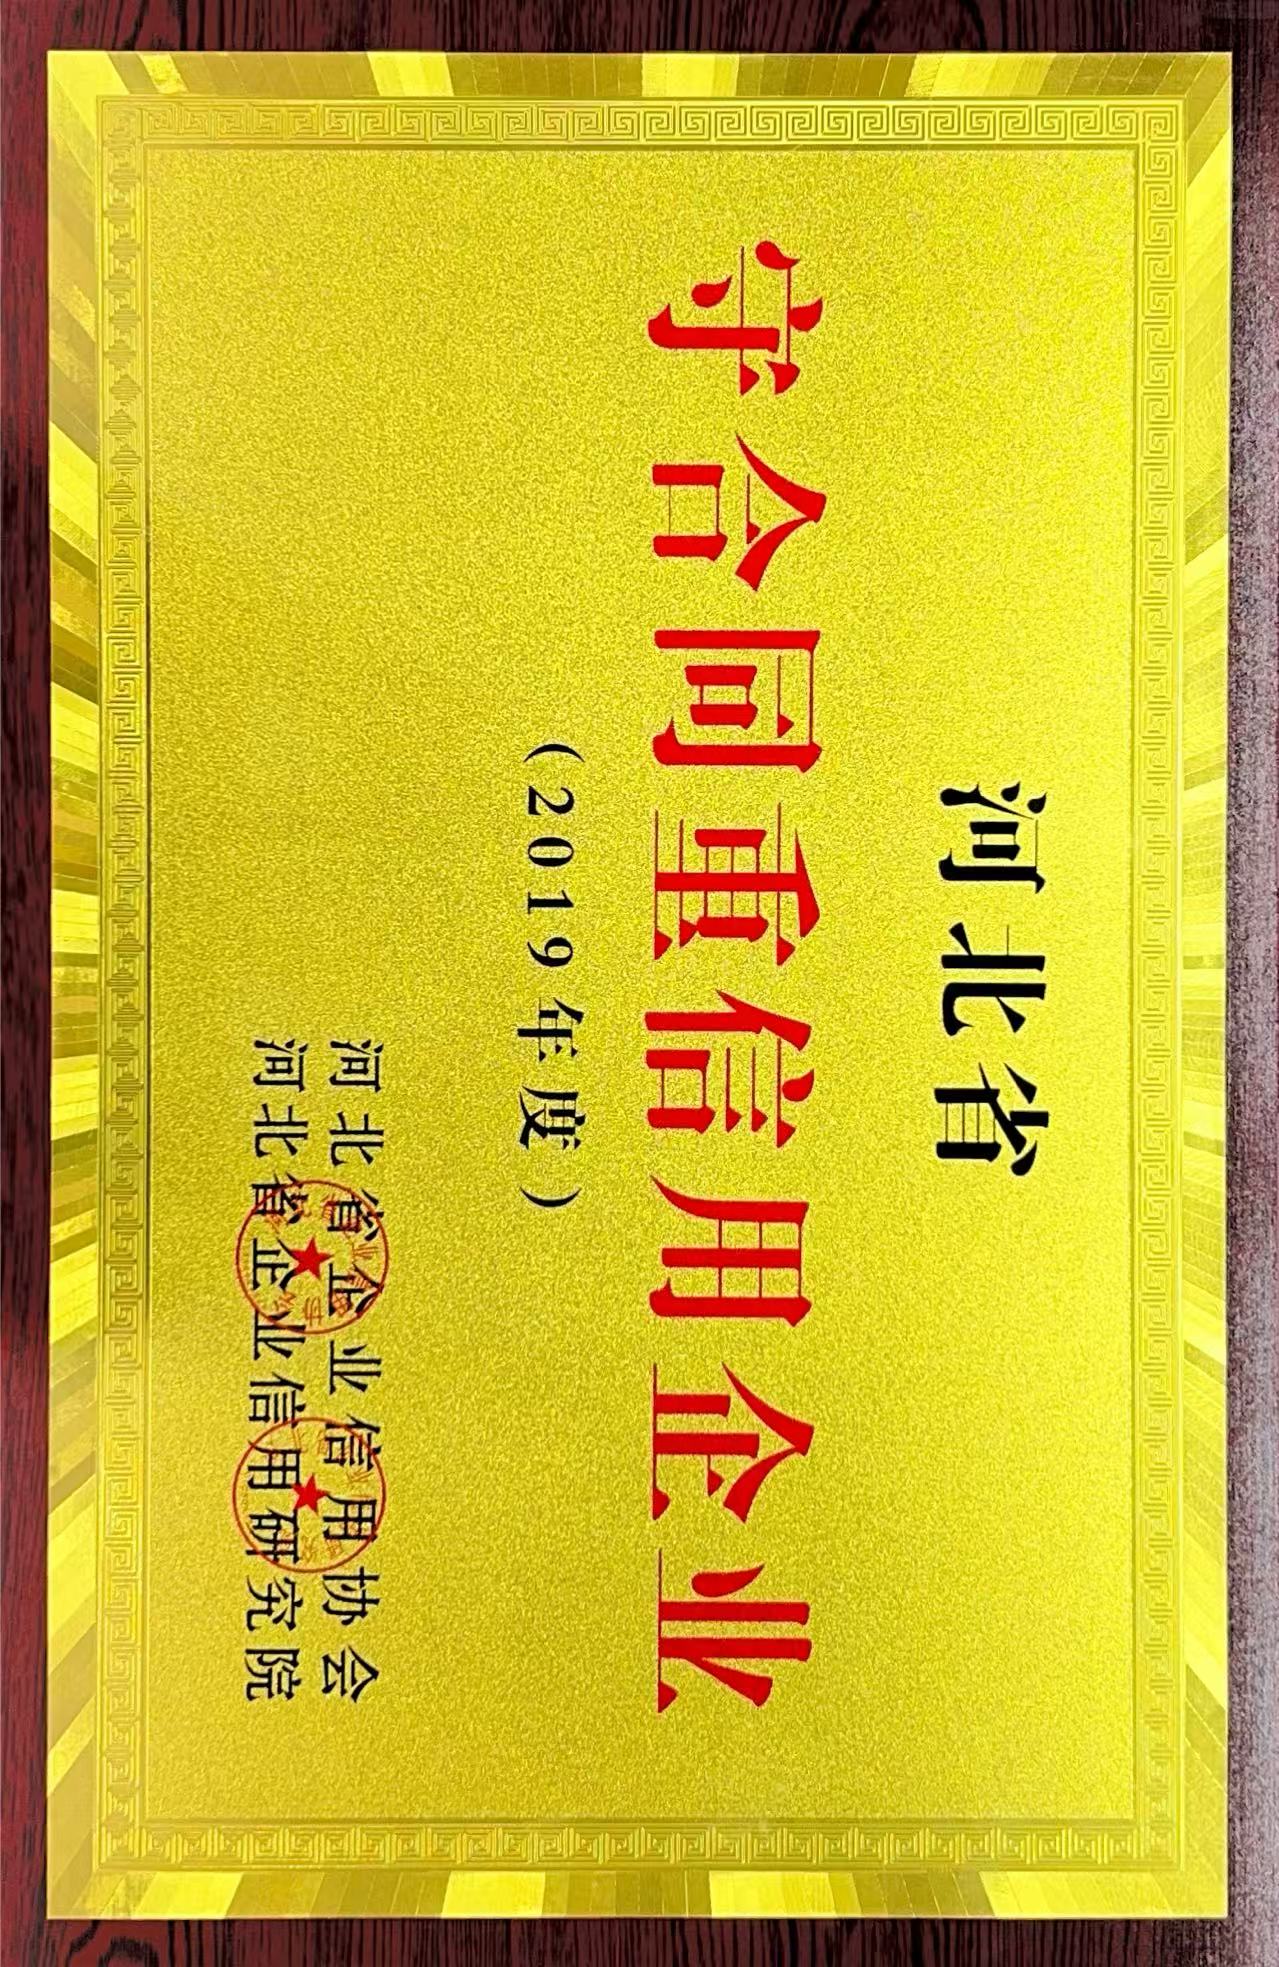 河北省
守合同重信用企业
(2019年度)
河北省企业信用协会
河北省企业信用研究院